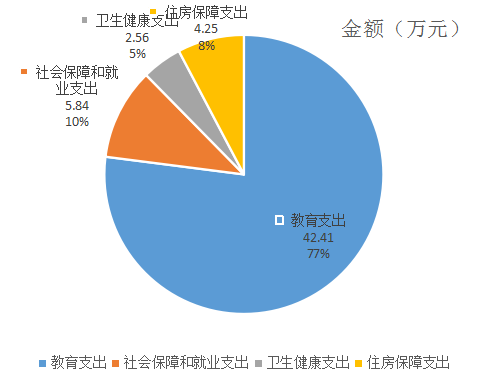 金额（万元）
住房保障支出
4.25
8%
卫生健康支出
2.56
5%
社会保障和就
业支出
5.84
10%
教育支出
42.41
77%
教育支出 社会保障和就业支出 卫生健康支出 住房保障支出